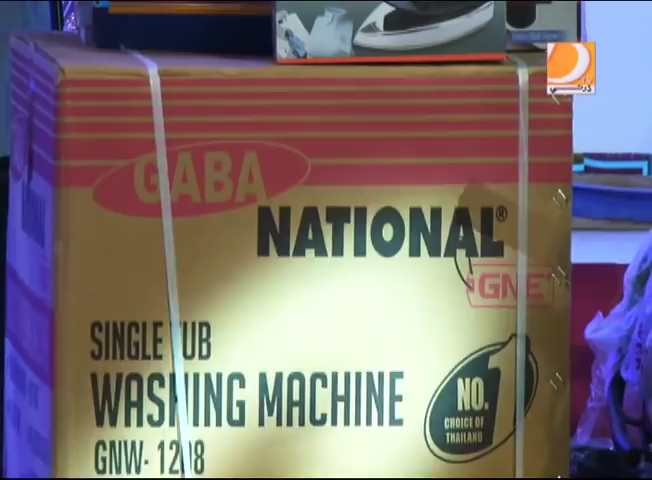 GABA
NATIONAL®
GNE
SINGLE TUB
WASHING MACHINE
GNW-1208
NO.
CHOICE OF
THAILAND